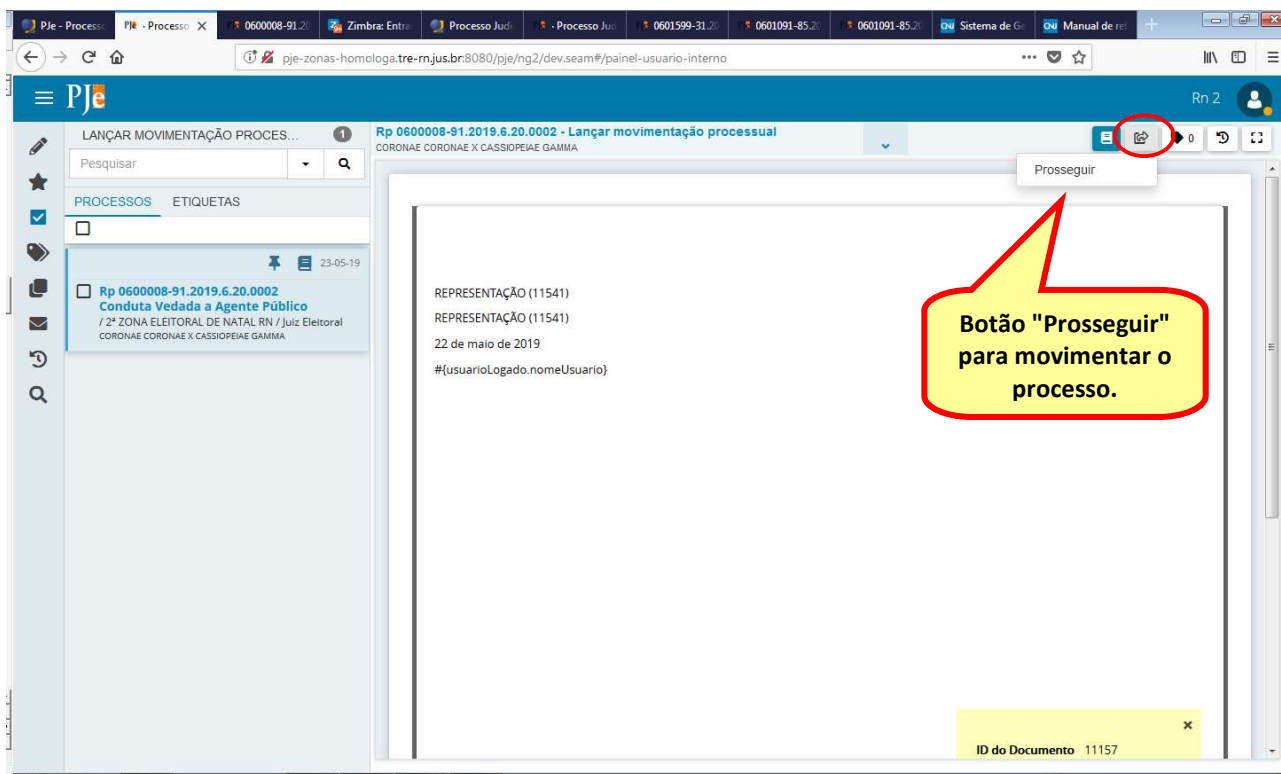 PJe - Process
PJe - Processo
0600008-91.20
Zimbra: Entra
Processo Judi
- Processo Jud
0601599-31.20
0601091-85.20
0601091-85.20
Sistema de Ge
Manual de ref
pje-zonas-homologa.tre-rn.jus.br:8080/pje/ng2/dev.seam#/painel-usuario-interno
PJe
Rn 2
LANÇAR MOVIMENTAÇÃO PROCES... 1
Pesquisar
PROCESSOS ETIQUETAS
23-05-19
Rp 0600008-91.2019.6.20.0002
Conduta Vedada a Agente Público
/ 2ª ZONA ELEITORAL DE NATAL RN / Juiz Eleitoral
CORONAE CORONAE X CASSIOPEIAE GAMMA
Rp 0600008-91.2019.6.20.0002 - Lançar movimentação processual
CORONAE CORONAE X CASSIOPEIAE GAMMA
0
Prosseguir
REPRESENTAÇÃO (11541)
REPRESENTAÇÃO (11541)
22 de maio de 2019
#{usuarioLogado.nomeUsuario}
Botão "Prosseguir"
para movimentar o
processo.
ID do Documento 11157